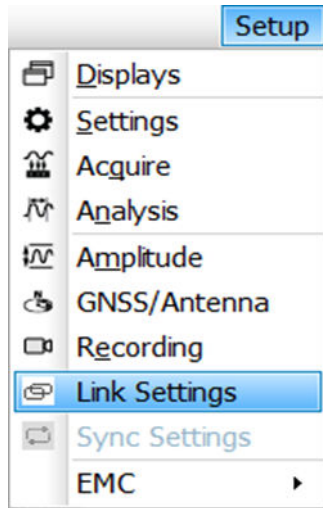 Setup
Displays
Settings
Acquire
Analysis
Amplitude
GNSS/Antenna
Recording
Link Settings
Sync Settings
EMC